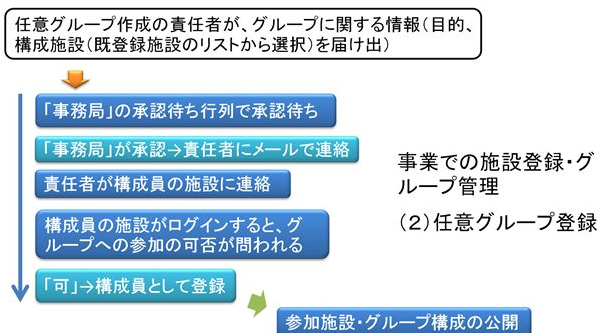 任意グループ作成の責任者が、グループに関する情報(目的、
構成施設(既登録施設のリストから選択)を届け出)
「事務局」の承認待ち行列で承認待ち
「事務局」が承認→責任者にメールで連絡
責任者が構成員の施設に連絡
構成員の施設がログインすると、グ
ループへの参加の可否が問われる
「可」→構成員として登録
参加施設・グループ構成の公開
事業での施設登録・グ
ループ管理
(2)任意グループ登録